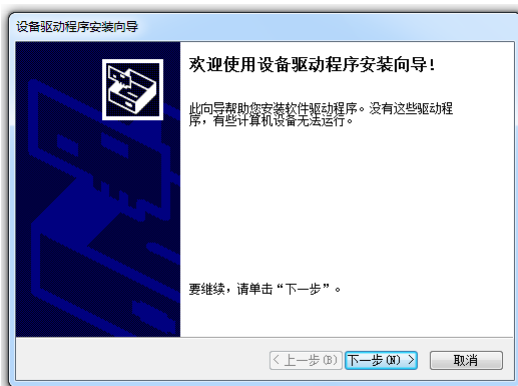 设备驱动程序安装向导
欢迎使用设备驱动程序安装向导!
此向导帮助您安装软件驱动程序。没有这些驱动程
序，有些计算机设备无法运行。
要继续，请单击“下一步”。
< 上一步(B) 下一步(N) > 取消